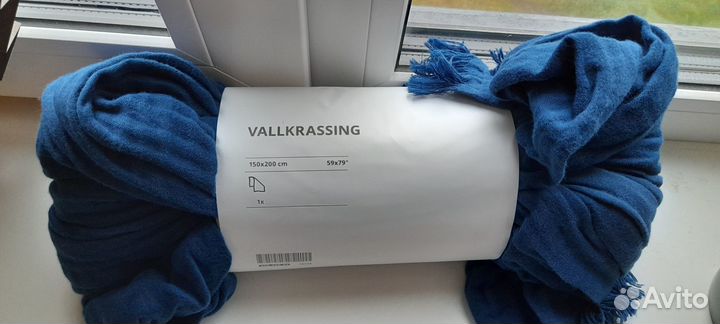 VALLKRASSING
150x200 cm 59x79"
1x
Avito